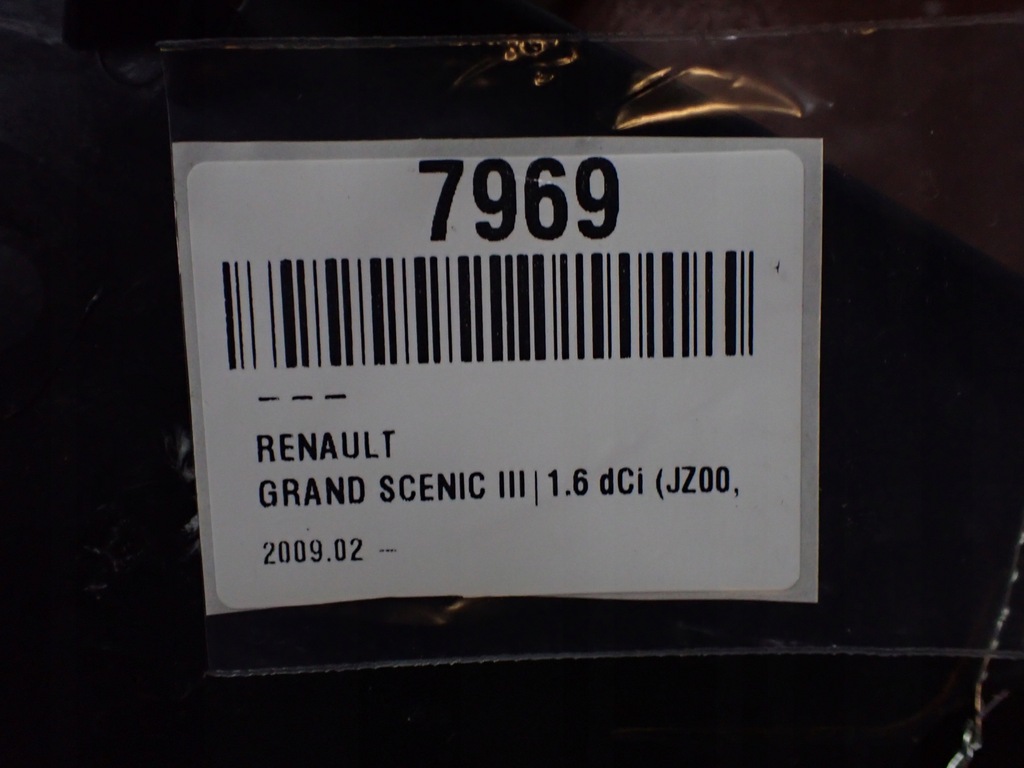 7969
– – –
RENAULT
GRAND SCENIC III|1.6 dCi (JZ00,
2009.02 --